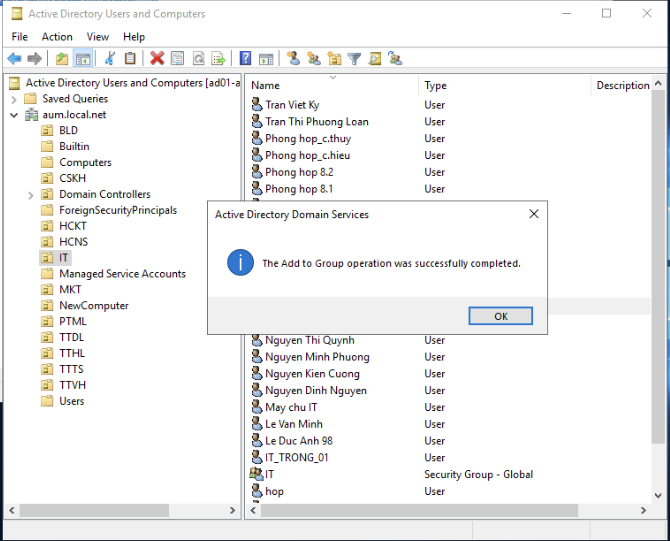 Active Directory Users and Computers
File Action View Help
Active Directory Users and Computers [ad01-a
Saved Queries
aum.local.net
BLD
Builtin
Computers
CSKH
Domain Controllers
ForeignSecurityPrincipals
HCKT
HCNS
IT
Managed Service Accounts
MKT
NewComputer
PTML
TTDL
TTHL
TTTS
TTVH
Users
Name Type Description
Tran Viet Ky User
Tran Thi Phuong Loan User
Phong hop_c.thuy User
Phong hop_c.hieu User
Phong hop 8.2 User
Phong hop 8.1 User
Active Directory Domain Services
The Add to Group operation was successfully completed.
OK
Nguyen Thi Quynh User
Nguyen Minh Phuong User
Nguyen Kien Cuong User
Nguyen Dinh Nguyen User
May chu IT User
Le Van Minh User
Le Duc Anh 98 User
IT_TRONG_01 User
IT Security Group - Global
hop User